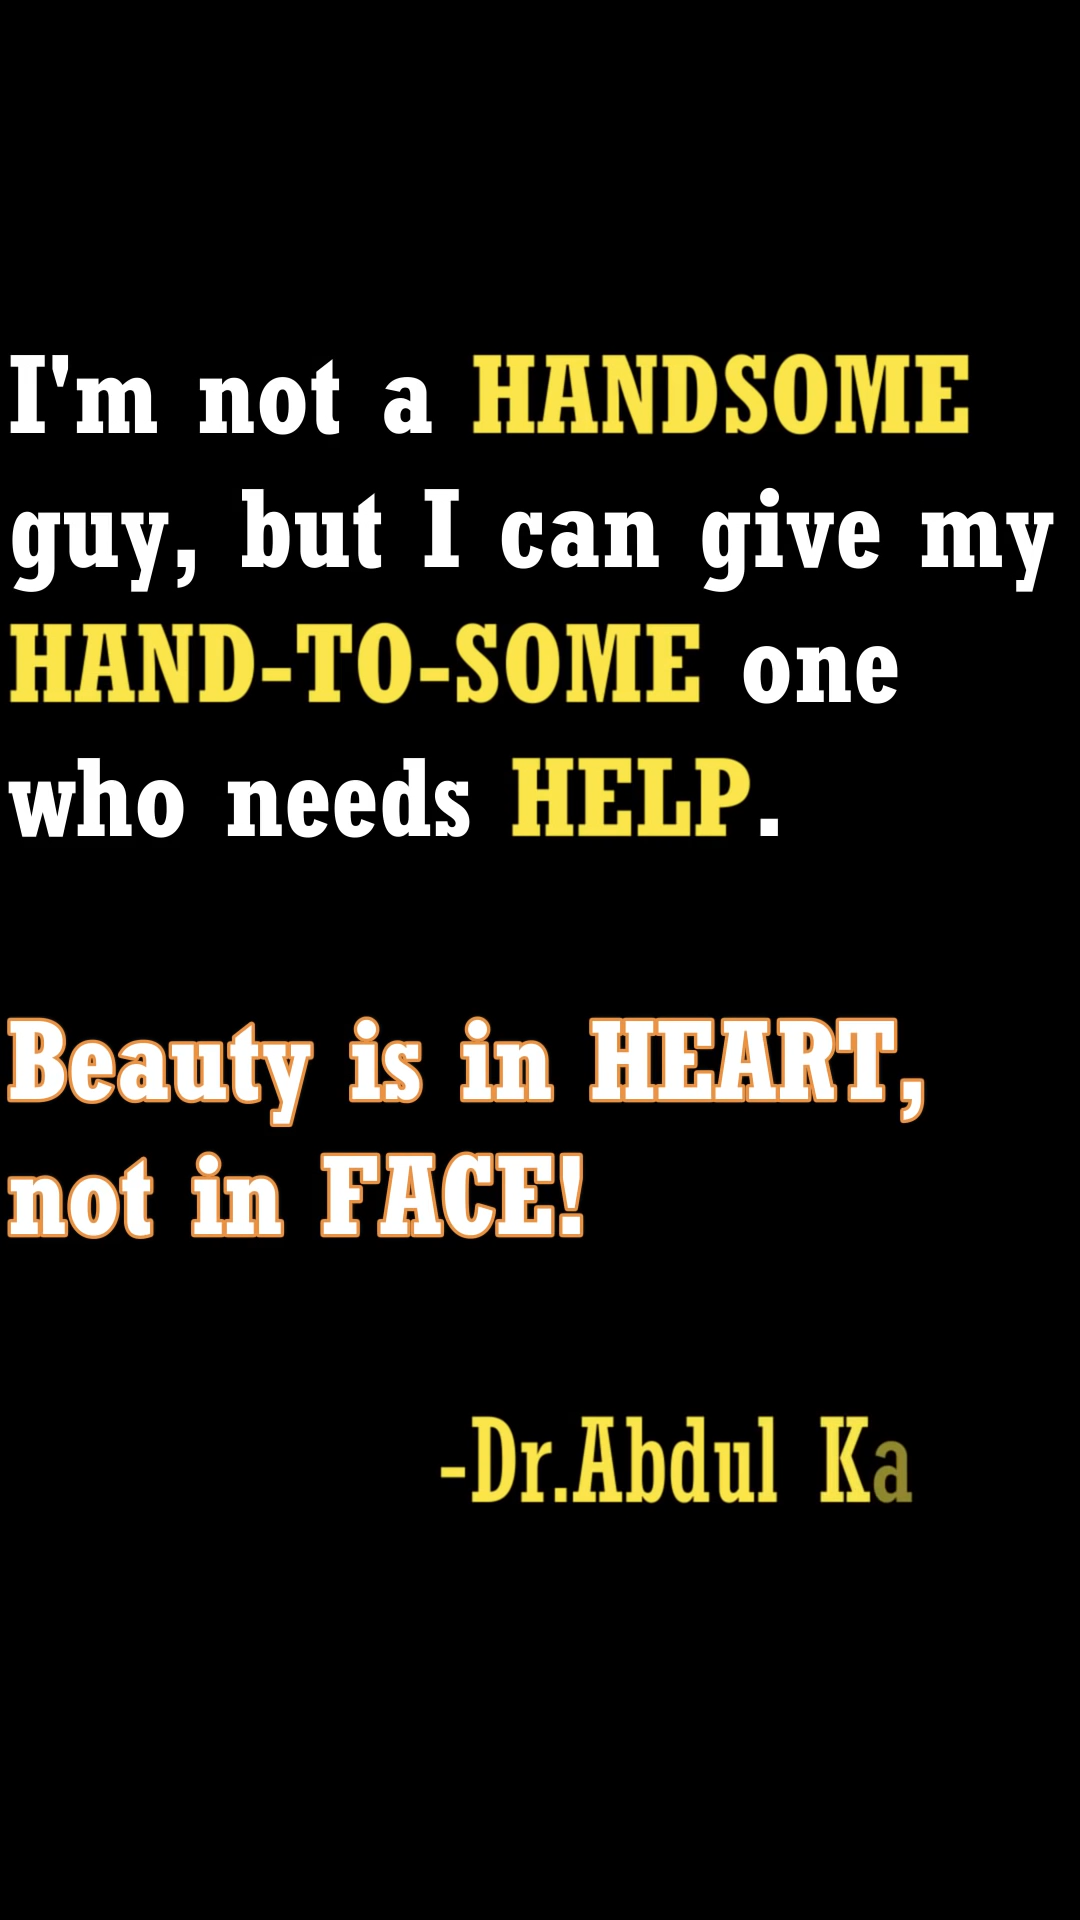 I'm not a HANDSOME
guy, but I can give my
HAND-TO-SOME one
who needs HELP.
Beauty is in HEART,
not in FACE!
-Dr.Abdul Ka